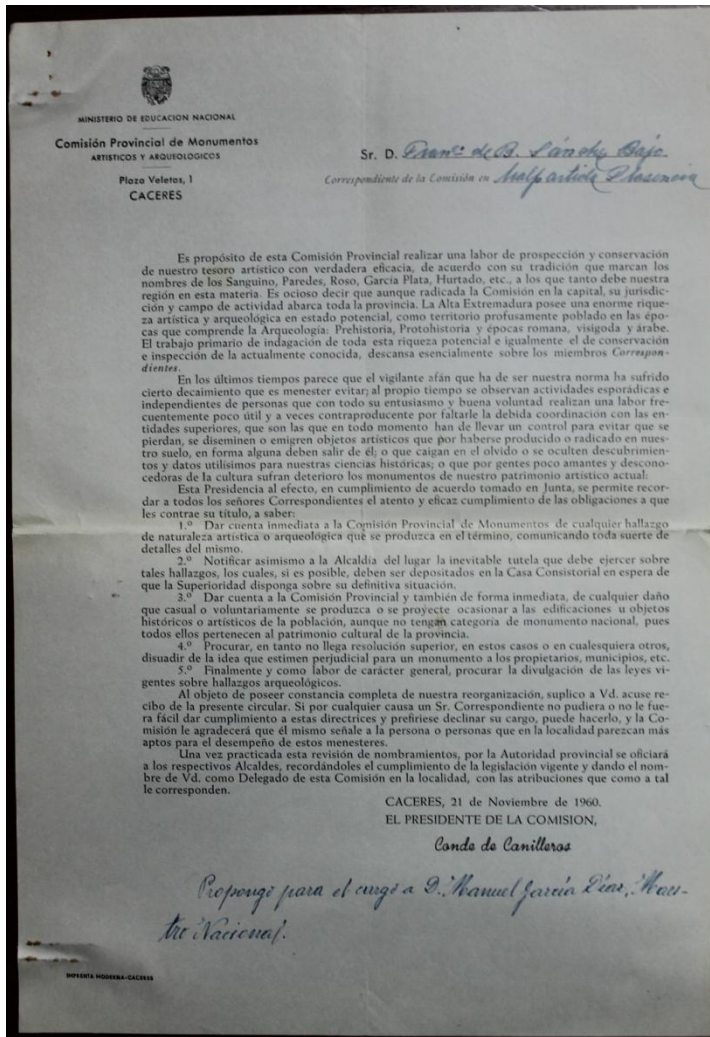 MINISTERIO DE EDUCACION NACIONAL
Comisión Provincial de Monumentos
ARTISTICOS Y ARQUEOLOGICOS
Plaza Veletas, 1
CACERES
Sr. D. Franco de B. Sánchez Bajo
Correspondiente de la Comisión en Malpartida Plasencia
Es propósito de esta Comisión Provincial realizar una labor de prospección y conservación
de nuestro tesoro artístico con verdadera eficacia, de acuerdo con su tradición que marcan los
nombres de los Sanguino, Paredes, Roso, García Plata, Hurtado, etc., a los que tanto debe nuestra
región en esta materia. Es ocioso decir que aunque radicada la Comisión en la capital, su jurisdic-
ción y campo de actividad abarca toda la provincia. La Alta Extremadura posee una enorme rique-
za artística y arqueológica en estado potencial, como territorio profusamente poblado en las épo-
cas que comprende la Arqueologia: Prehistoria, Protohistoria y épocas romana, visigoda y árabe.
El trabajo primario de indagación de toda esta riqueza potencial e igualmente el de conservación
e inspección de la actualmente conocida, descansa esencialmente sobre los miembros Correspon-
dientes.
En los últimos tiempos parece que el vigilante afán que ha de ser nuestra norma ha sufrido
cierto decaimiento que es menester evitar; al propio tiempo se observan actividades esporádicas e
independientes de personas que con todo su entusiasmo y buena voluntad realizan una labor fre-
cuentemente poco útil y a veces contraproducente por faltarle la debida coordinación con las en-
tidades superiores, que son las que en todo momento han de llevar un control para evitar que se
pierdan, se diseminen o emigren objetos artísticos que por haberse producido o radicado en nues-
tro suelo, en forma alguna deben salir de él; o que caigan en el olvido o se oculten descubrimien-
tos y datos utilísimos para nuestras ciencias históricas; o que por gentes poco amantes y descono-
cedoras de la cultura sufran deterioro los monumentos de nuestro patrimonio artístico actual.
Esta Presidencia al efecto, en cumplimiento de acuerdo tomado en Junta, se permite recor-
dar a todos los señores Correspondientes el atento y eficaz cumplimiento de las obligaciones a que
les contrae su título, a saber:
1.º Dar cuenta inmediata a la Comisión Provincial de Monumentos de cualquier hallazgo
de naturaleza artística o arqueológica que se produzca en el término, comunicando toda suerte de
detalles del mismo.
2.º Notificar asimismo a la Alcaldía del lugar la inevitable tutela que debe ejercer sobre
tales hallazgos, los cuales, si es posible, deben ser depositados en la Casa Consistorial en espera de
que la Superioridad disponga sobre su definitiva situación.
3.º Dar cuenta a la Comisión Provincial y también de forma inmediata, de cualquier daño
que casual o voluntariamente se produzca o se proyecte ocasionar a las edificaciones u objetos
históricos o artísticos de la población, aunque no tengan categoría de monumento nacional, pues
todos ellos pertenecen al patrimonio cultural de la provincia.
4.º Procurar, en tanto no llega resolución superior, en estos casos o en cualesquiera otros,
disuadir de la idea que estimen perjudicial para un monumento a los propietarios, municipios, etc.
5.º Finalmente y como labor de carácter general, procurar la divulgación de las leyes vi-
gentes sobre hallazgos arqueológicos.
Al objeto de poseer constancia completa de nuestra reorganización, suplico a Vd. acuse re-
cibo de la presente circular. Si por cualquier causa un Sr. Correspondiente no pudiera o no le fue-
ra fácil dar cumplimiento a estas directrices y prefiriese declinar su cargo, puede hacerlo, y la Co-
misión le agradecerá que él mismo señale a la persona o personas que en la localidad parezcan más
aptos para el desempeño de estos menesteres.
Una vez practicada esta revisión de nombramientos, por la Autoridad provincial se oficiará
a los respectivos Alcaldes, recordándoles el cumplimiento de la legislación vigente y dando el nom-
bre de Vd. como Delegado de esta Comisión en la localidad, con las atribuciones que como a tal
le corresponden.
CACERES, 21 de Noviembre de 1960.
EL PRESIDENTE DE LA COMISION,
Conde de Canilleros
Propongo para el cargo a D. Manuel García Díaz, Maes-
tro Nacional.
IMPRENTA MODERNA-CACERES